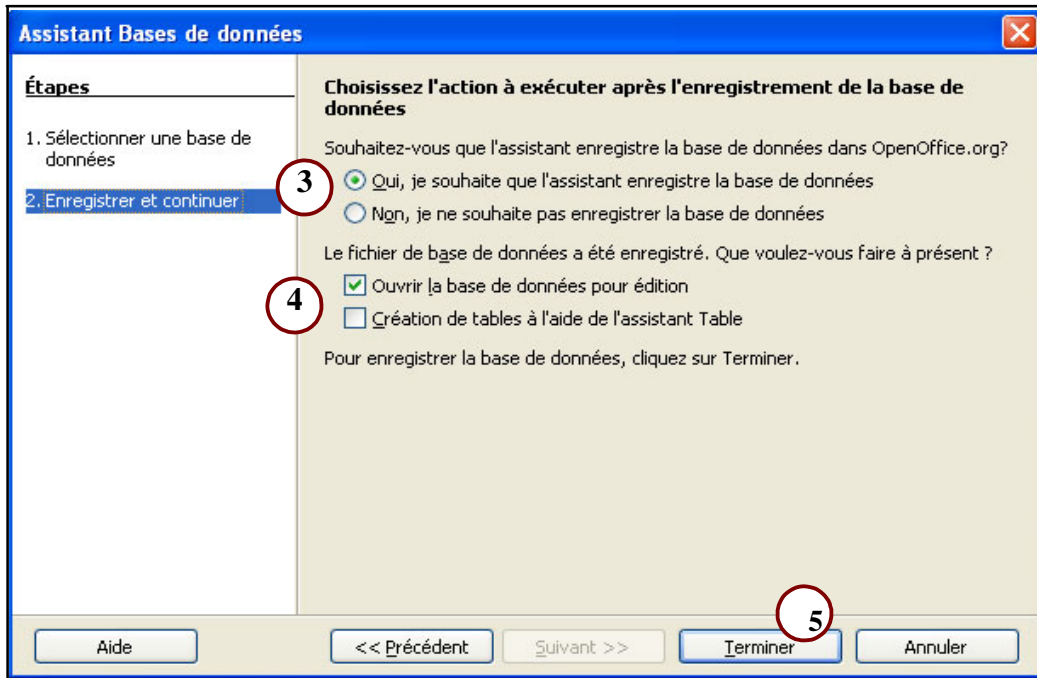 Assistant Bases de données
Étapes
1. Sélectionner une base de
données
2. Enregistrer et continuer
Choisissez l'action à exécuter après l'enregistrement de la base de
données
Souhaitez-vous que l'assistant enregistre la base de données dans OpenOffice.org?
3
Oui, je souhaite que l'assistant enregistre la base de données
Non, je ne souhaite pas enregistrer la base de données
Le fichier de base de données a été enregistré. Que voulez-vous faire à présent ?
4
Ouvrir la base de données pour édition
Création de tables à l'aide de l'assistant Table
Pour enregistrer la base de données, cliquez sur Terminer.
5
Aide
<< Précédent
Suivant >>
Terminer
Annuler